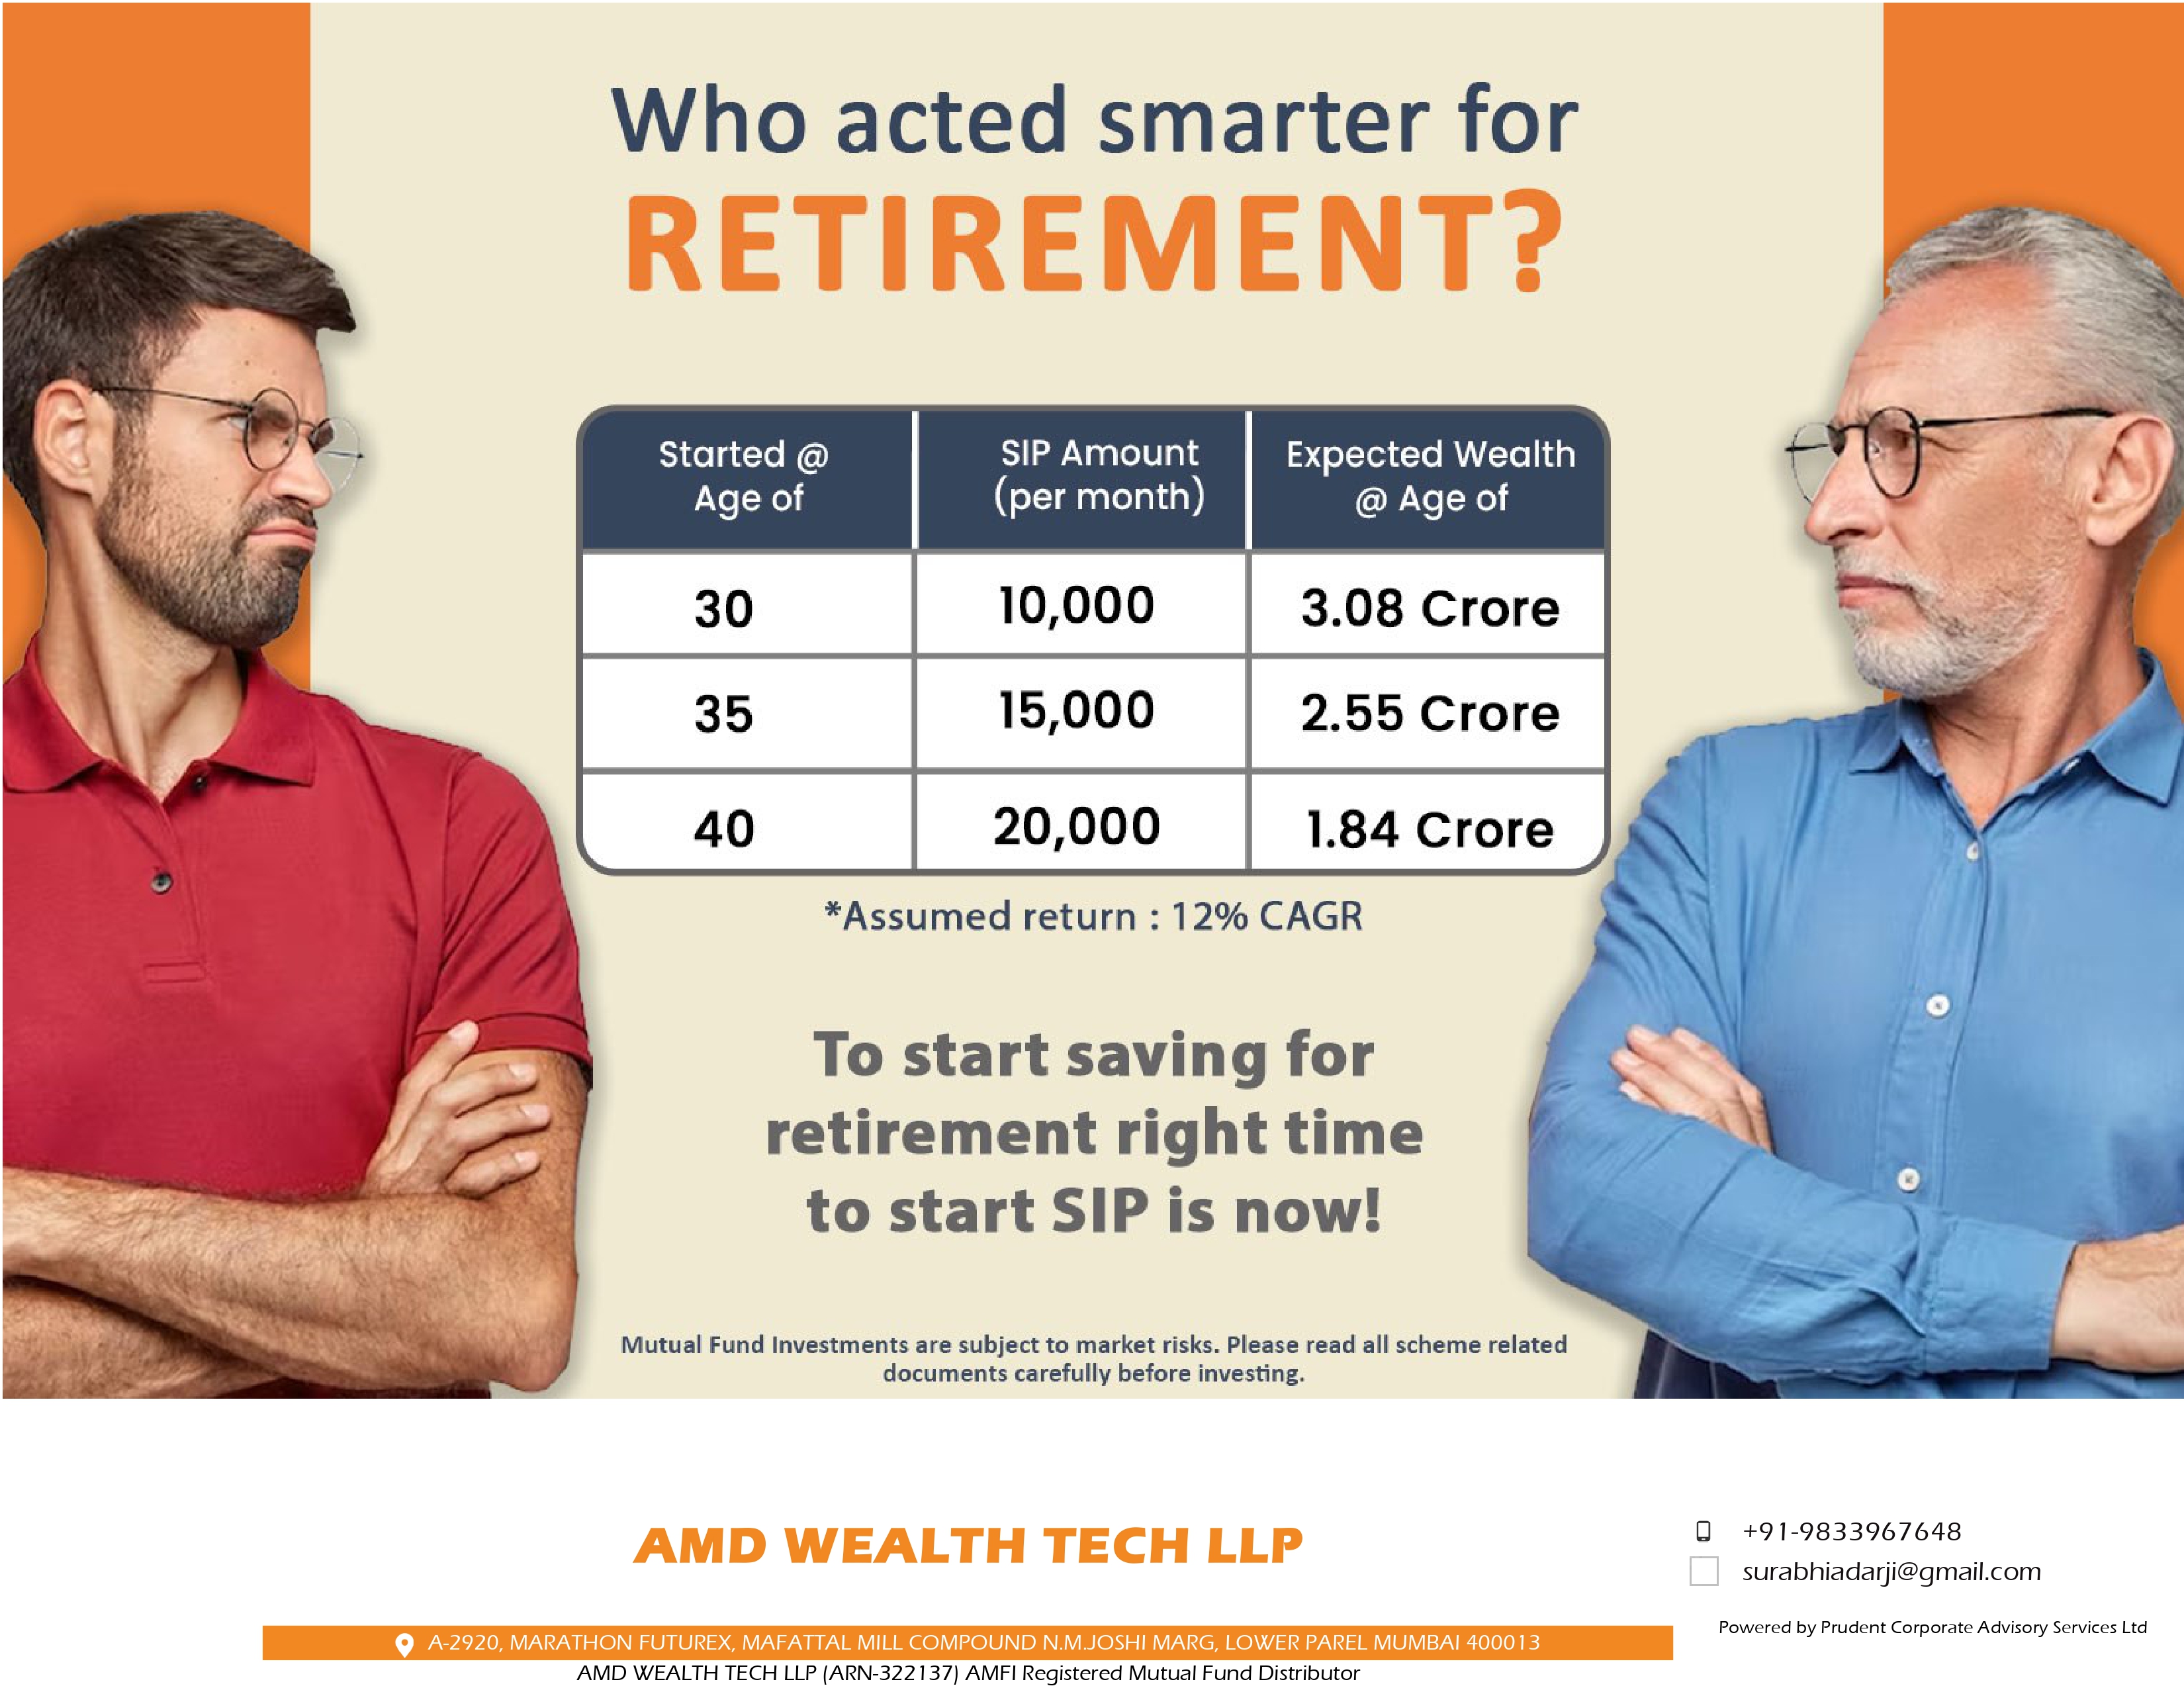 Who acted smarter for
RETIREMENT?
Started @ Age of
SIP Amount (per month)
Expected Wealth @ Age of
30 10,000 3.08 Crore
35 15,000 2.55 Crore
40 20,000 1.84 Crore
*Assumed return : 12% CAGR
To start saving for
retirement right time
to start SIP is now!
Mutual Fund Investments are subject to market risks. Please read all scheme related
documents carefully before investing.
AMD WEALTH TECH LLP
+91-9833967648
surabhiadarji@gmail.com
Powered by Prudent Corporate Advisory Services Ltd
A-2920, MARATHON FUTUREX, MAFATTAL MILL COMPOUND N.M.JOSHI MARG, LOWER PAREL MUMBAI 400013
AMD WEALTH TECH LLP (ARN-322137) AMFI Registered Mutual Fund Distributor